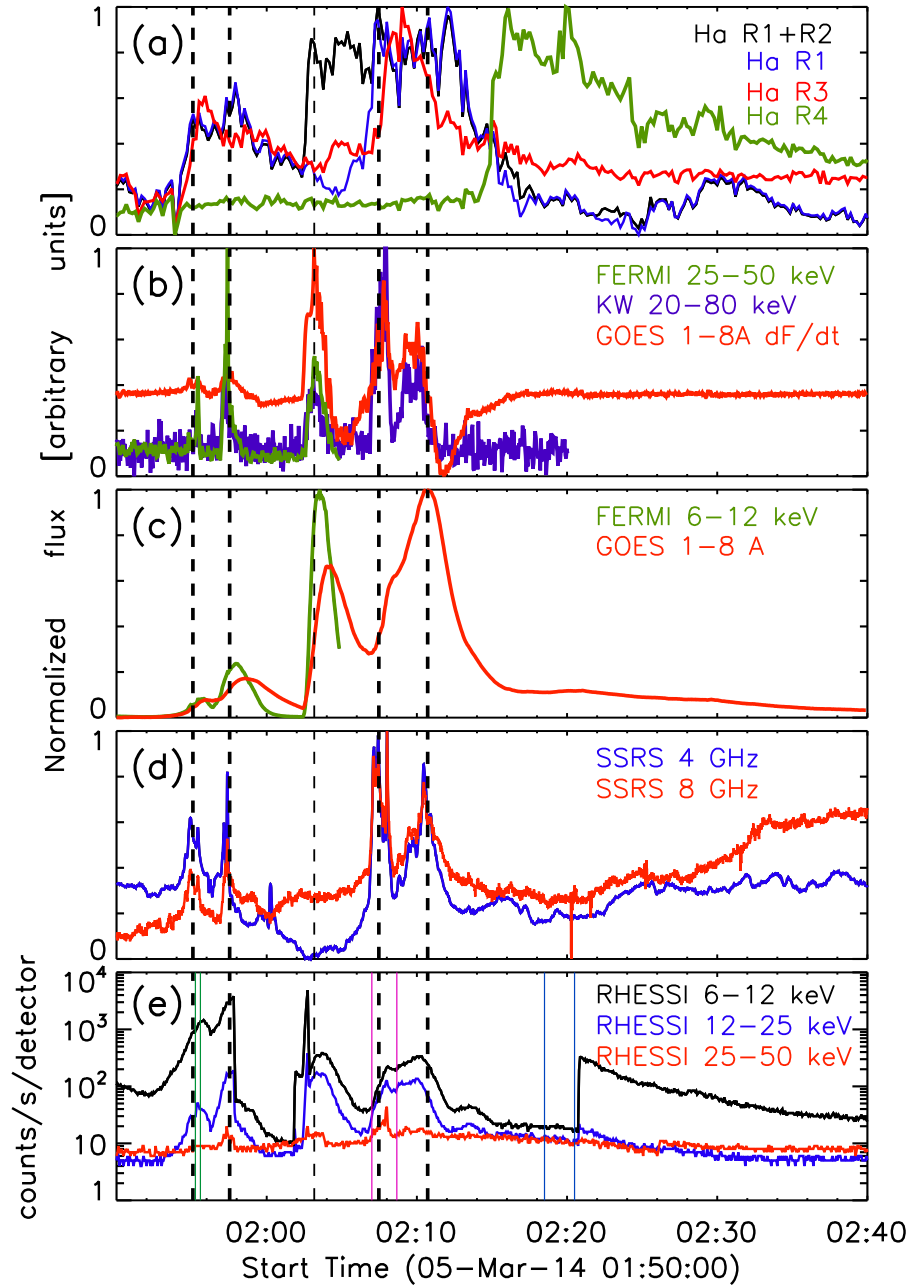 (a)
Ha R1+R2
Ha R1
Ha R3
Ha R4
1
0
(b)
FERMI 25–50 keV
KW 20–80 keV
GOES 1–8A dF/dt
1
0
(c)
FERMI 6–12 keV
GOES 1–8 A
1
0
(d)
SSRS 4 GHz
SSRS 8 GHz
1
0
Normalized flux [arbitrary units]
(e)
RHESSI 6–12 keV
RHESSI 12–25 keV
RHESSI 25–50 keV
10⁴
10³
10²
10
1
counts/s/detector
02:00 02:10 02:20 02:30 02:40
Start Time (05–Mar–14 01:50:00)